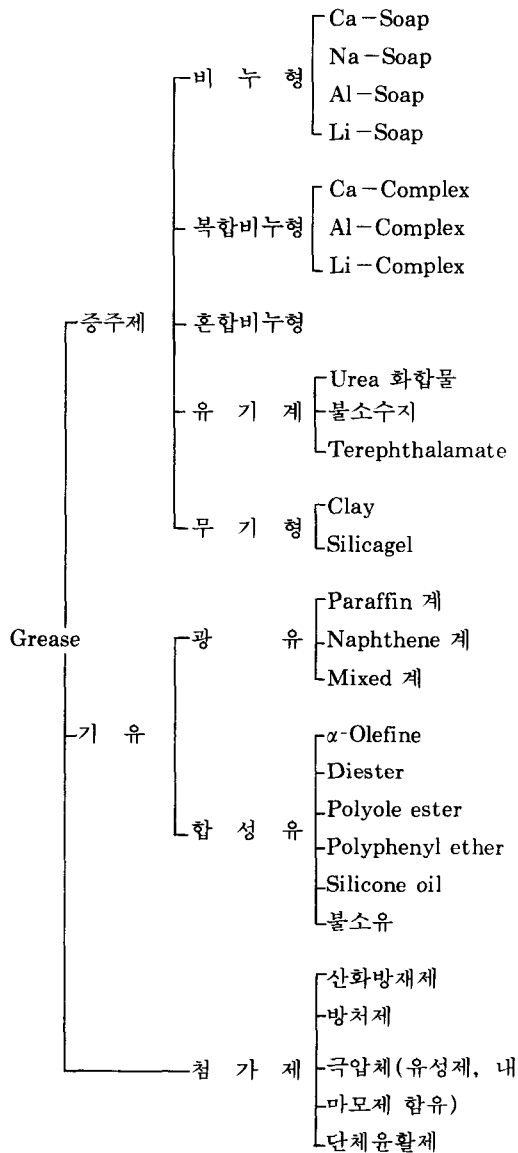 Ca－Soap
Na－Soap
비 누 형
Al－Soap
Li－Soap
Ca－Complex
복합비누형
Al－Complex
Li－Complex
증주제
혼합비누형
Urea 화합물
유 기 계
불소수지
Terephthalamate
Clay
무 기 형
Silicagel
Paraffin 계
Grease
광 유
Naphthene 계
Mixed 계
기 유
α-Olefine
Diester
Polyole ester
합 성 유
Polyphenyl ether
Silicone oil
불소유
산화방재제
방처제
첨 가 제
극압체(유성제, 내
마모제 함유)
단체윤활제